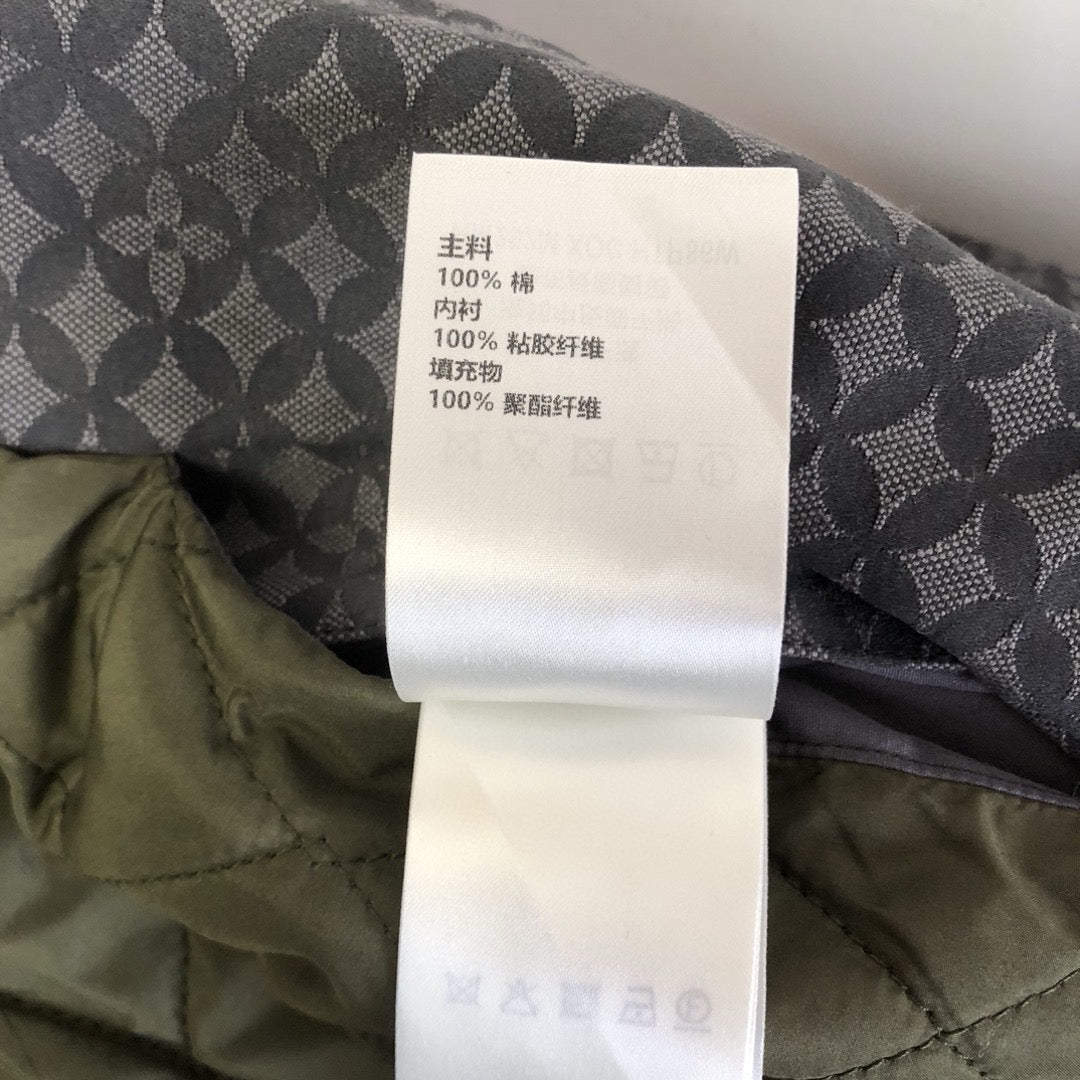 主料
100% 棉
内衬
100% 粘胶纤维
填充物
100% 聚酯纤维